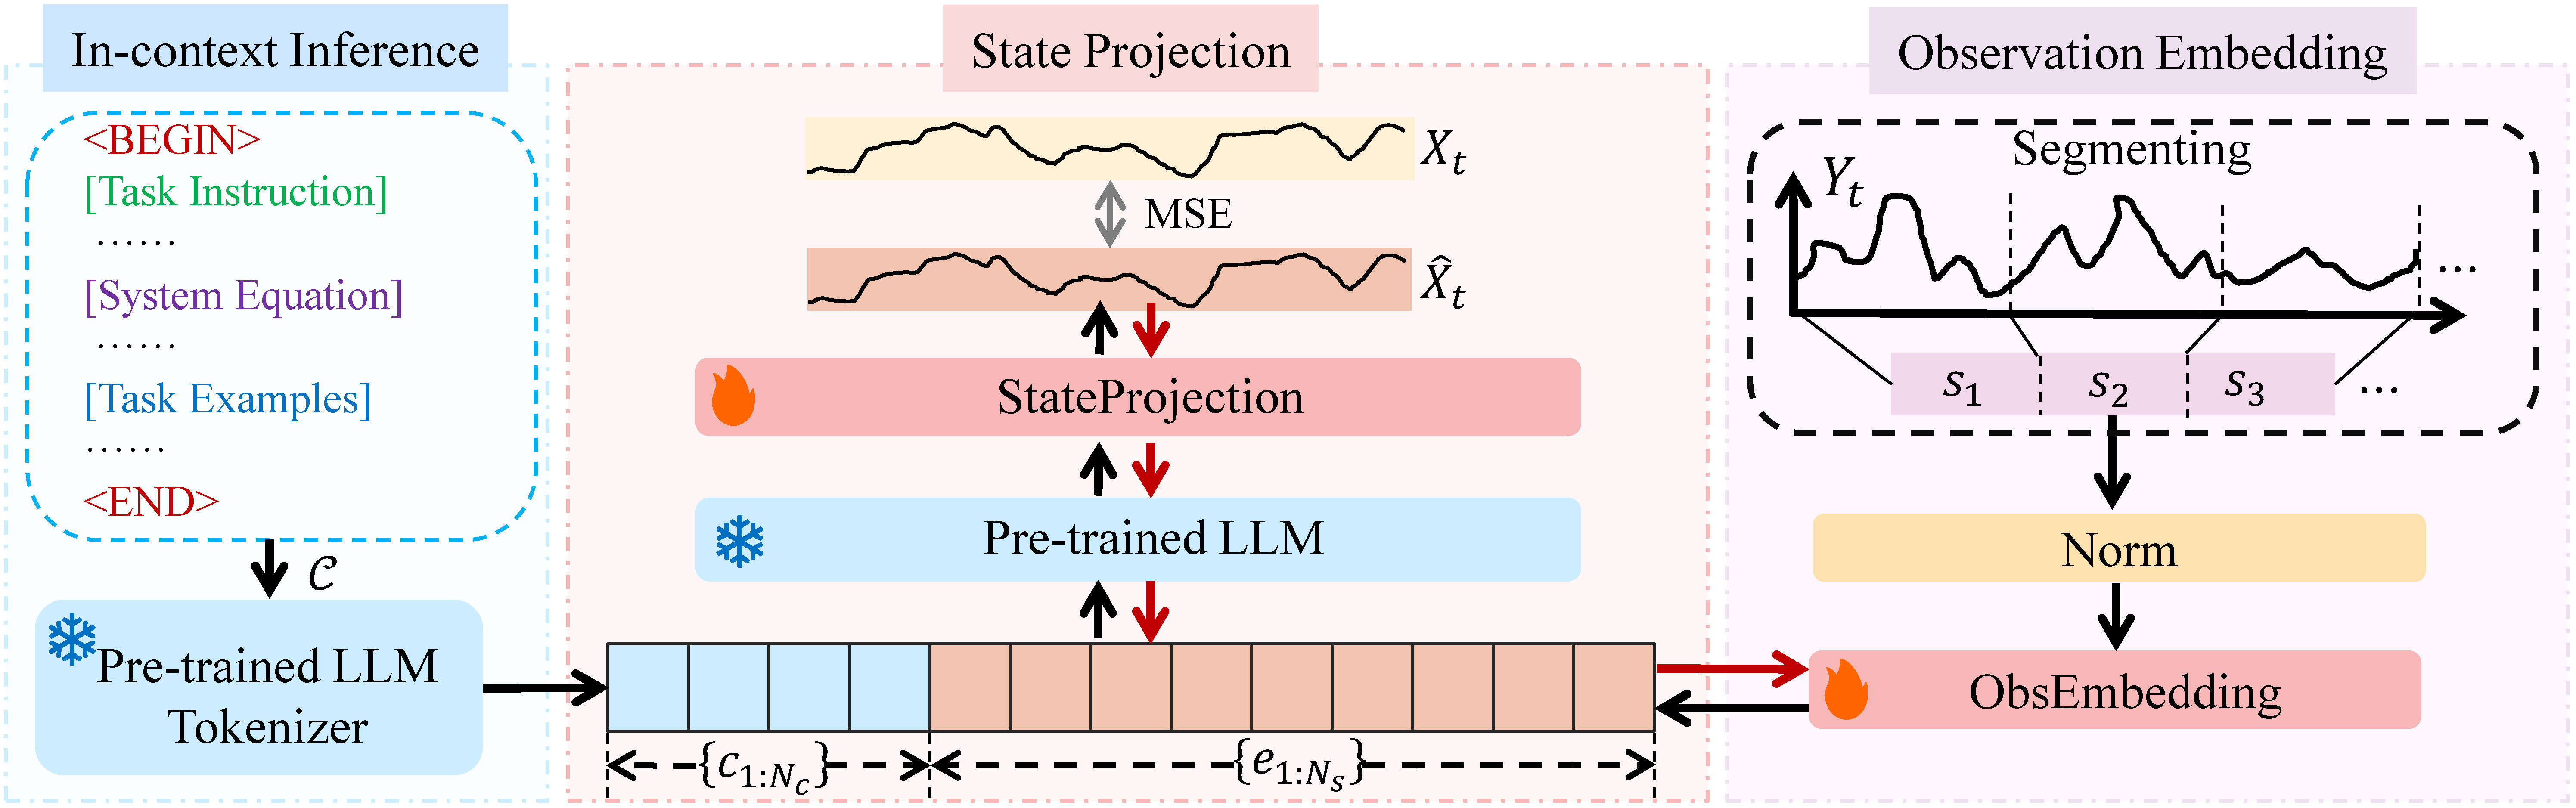 In-context Inference
<BEGIN>
[Task Instruction]
......
[System Equation]
......
[Task Examples]
......
<END>
𝒞
Pre-trained LLM
Tokenizer
State Projection
X_t
MSE
X̂_t
StateProjection
Pre-trained LLM
{c_{1:N_c}}
{e_{1:N_s}}
Observation Embedding
Segmenting
Y_t
...
s_1 s_2 s_3 ...
Norm
ObsEmbedding